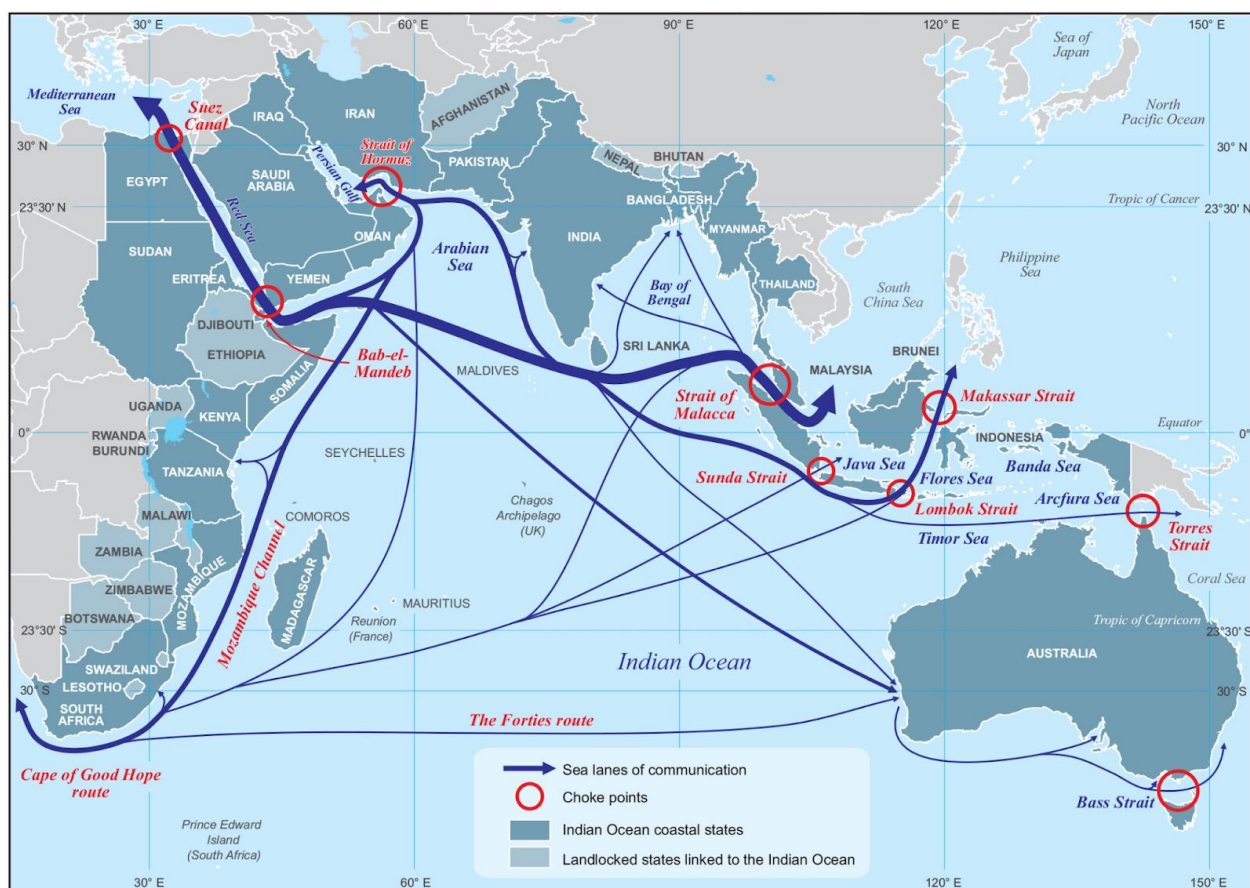 30° E
60° E
90° E
120° E
150° E
Sea of
Japan
Mediterranean
Sea
Suez
Canal
IRAQ
IRAN
AFGHANISTAN
North
Pacific Ocean
30° N
30° N
Strait of
Hormuz
Persian Gulf
PAKISTAN
NEPAL
BHUTAN
EGYPT
SAUDI
ARABIA
BANGLADESH
23°30' N
23°30' N
Tropic of Cancer
Red Sea
OMAN
INDIA
MYANMAR
SUDAN
Arabian
Sea
Philippine
Sea
ERITREA
YEMEN
THAILAND
Bay of
Bengal
South
China Sea
DJIBOUTI
ETHIOPIA
Bab-el-
Mandeb
SRI LANKA
BRUNEI
MALDIVES
MALAYSIA
SOMALIA
UGANDA
KENYA
Strait of
Malacca
Makassar Strait
0°
Equator
0°
RWANDA
BURUNDI
INDONESIA
SEYCHELLES
TANZANIA
Sunda Strait
Java Sea
Banda Sea
Flores Sea
Arcfura Sea
Chagos
Archipelago
(UK)
Lombok Strait
COMOROS
MALAWI
Torres
Strait
Timor Sea
ZAMBIA
MOZAMBIQUE
Mozambique Channel
MADAGASCAR
ZIMBABWE
Coral Sea
BOTSWANA
MAURITIUS
Reunion
(France)
Tropic of Capricorn
23°30' S
23°30' S
AUSTRALIA
SWAZILAND
Indian Ocean
LESOTHO
30° S
30° S
SOUTH
AFRICA
The Forties route
Cape of Good Hope
route
Sea lanes of communication
Choke points
Bass Strait
Indian Ocean coastal states
Landlocked states linked to the Indian Ocean
Prince Edward
Island
(South Africa)
30° E
60° E
120° E
150° E